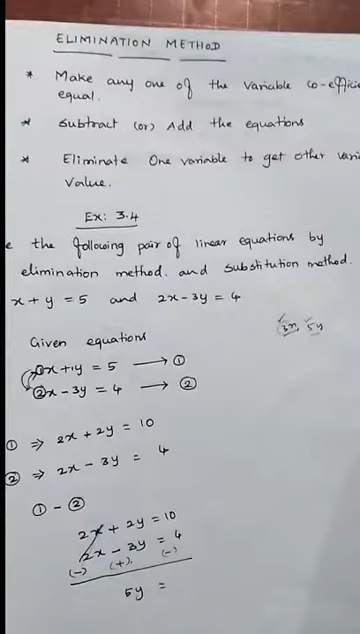 ELIMINATION METHOD
* Make any one of the variable co-effici
equal.
* Subtract (or) Add the equations
* Eliminate One variable to get other vari
Value.
Ex: 3.4
e the following pair of linear equations by
elimination method. and substitution method.
x + y = 5 and 2x - 3y = 4
3x 5y
Given equations
x + 1y = 5 → ①
②x - 3y = 4 → ②
① ⇒ 2x + 2y = 10
② ⇒ 2x - 3y = 4
① - ②
2x + 2y = 10
2x - 3y = 4
(-) (+) (-)
5y =